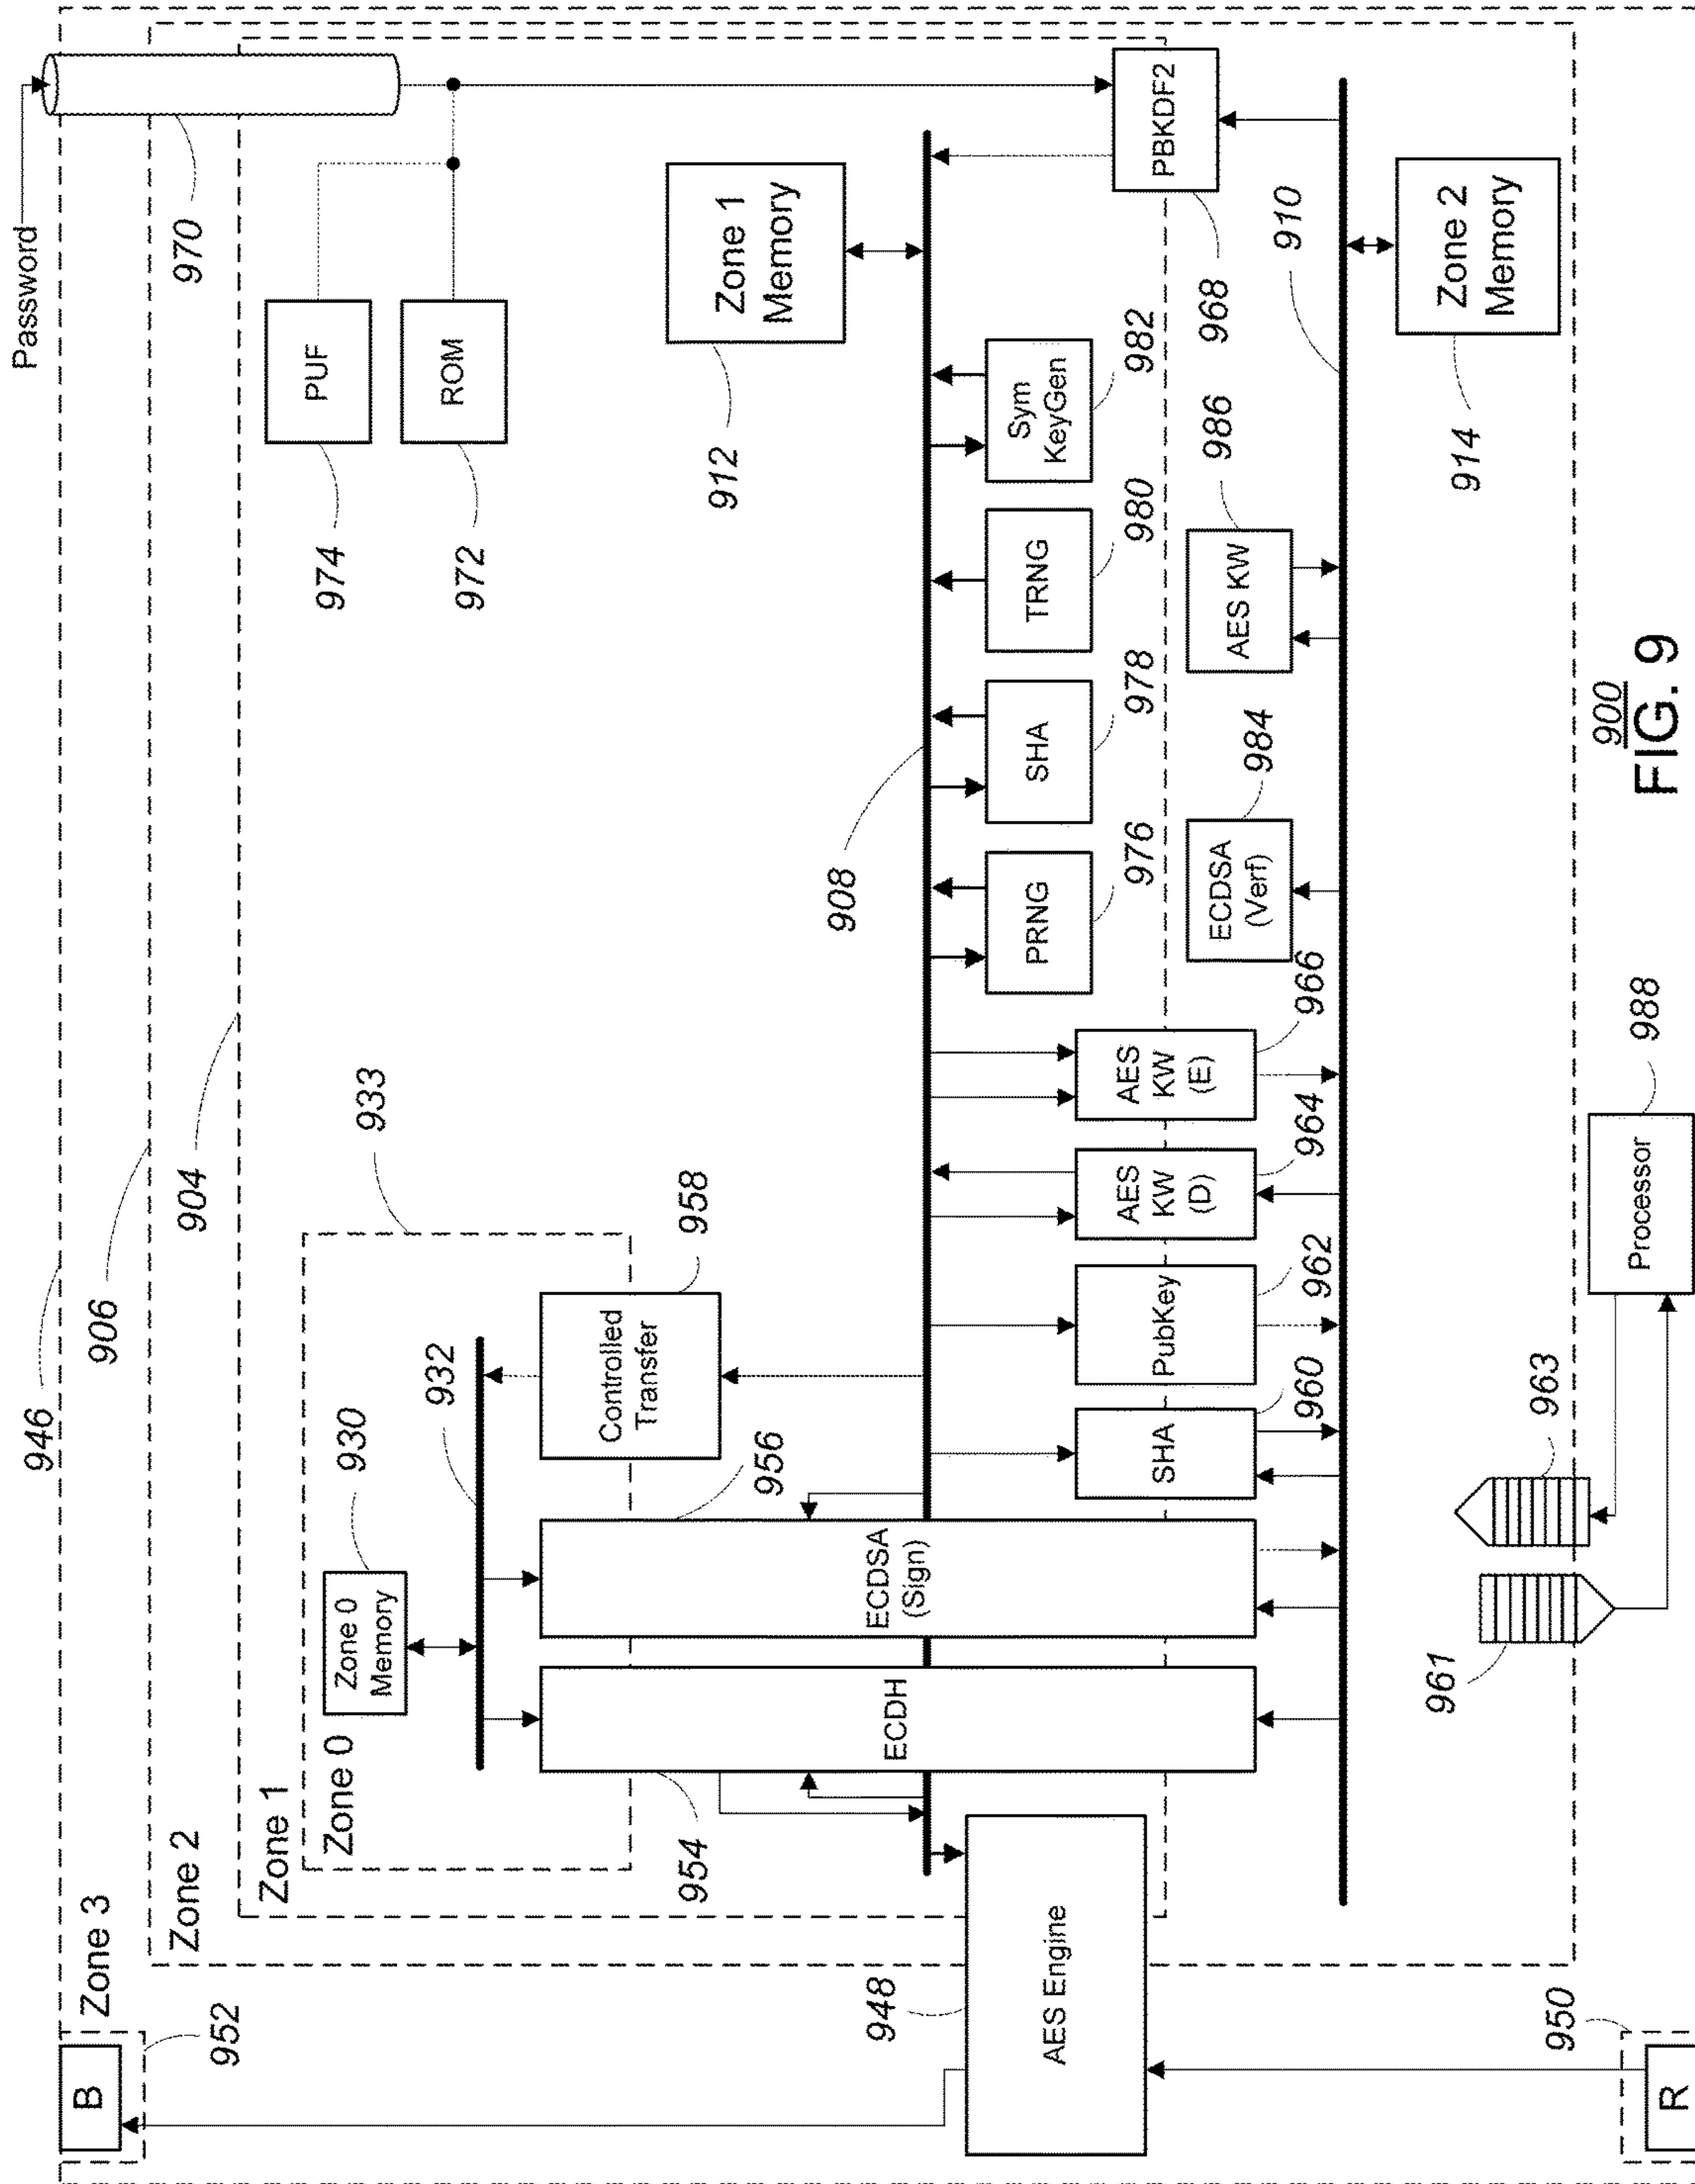 Password
B
952
Zone 3
946
Zone 2
906
970
Zone 1
904
Zone 0
Zone 0
Memory
930
932
933
PUF
974
ROM
972
954
956
Controlled
Transfer
958
908
912
Zone 1
Memory
948
AES Engine
ECDH
ECDSA
(Sign)
SHA
960
PubKey
962
AES
KW
(D)
964
AES
KW
(E)
966
PRNG
976
SHA
978
TRNG
980
Sym
KeyGen
982
PBKDF2
968
ECDSA
(Verf)
984
AES KW
986
910
914
Zone 2
Memory
950
R
961
963
Processor
988
900
FIG. 9